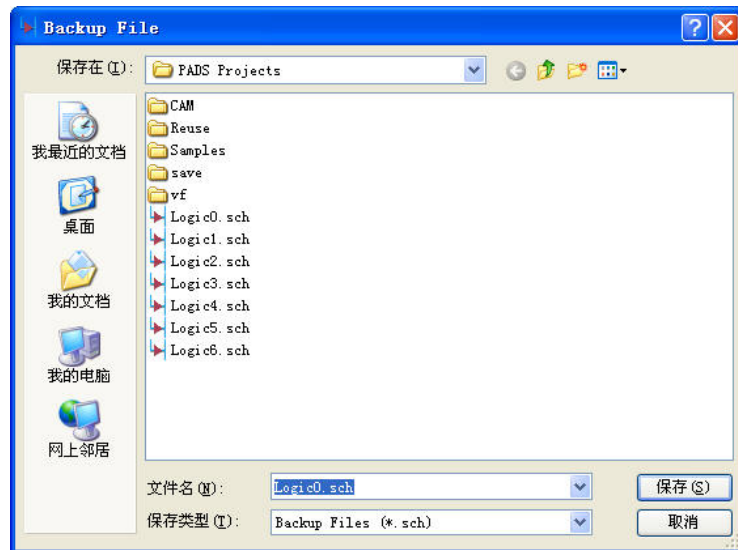 Backup File
保存在(I):
PADS Projects
我最近的文档
桌面
我的文档
我的电脑
网上邻居
CAM
Reuse
Samples
save
vf
Logic0.sch
Logic1.sch
Logic2.sch
Logic3.sch
Logic4.sch
Logic5.sch
Logic6.sch
文件名(N):
Logic0.sch
保存(S)
保存类型(T):
Backup Files (*.sch)
取消